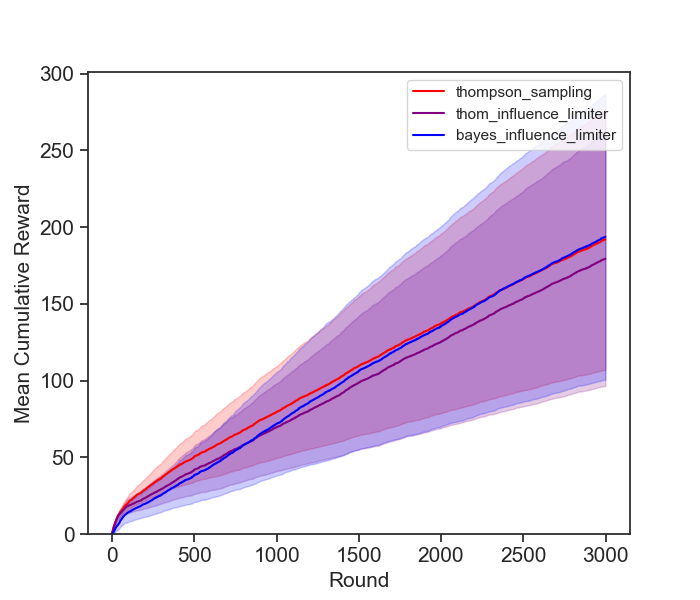 300
250
200
150
100
50
0
Mean Cumulative Reward
thompson_sampling
thom_influence_limiter
bayes_influence_limiter
0 500 1000 1500 2000 2500 3000
Round